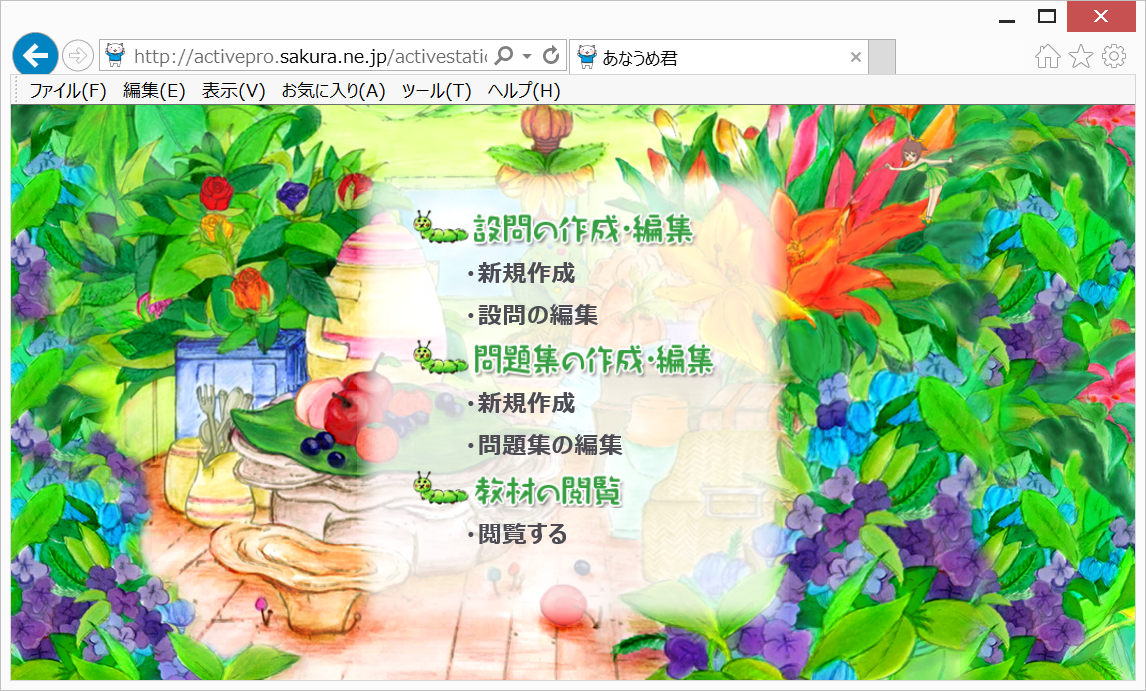 http://activepro.sakura.ne.jp/activestatic
あなうめ君
ファイル(F) 編集(E) 表示(V) お気に入り(A) ツール(T) ヘルプ(H)
設問の作成・編集
・新規作成
・設問の編集
問題集の作成・編集
・新規作成
・問題集の編集
教材の閲覧
・閲覧する